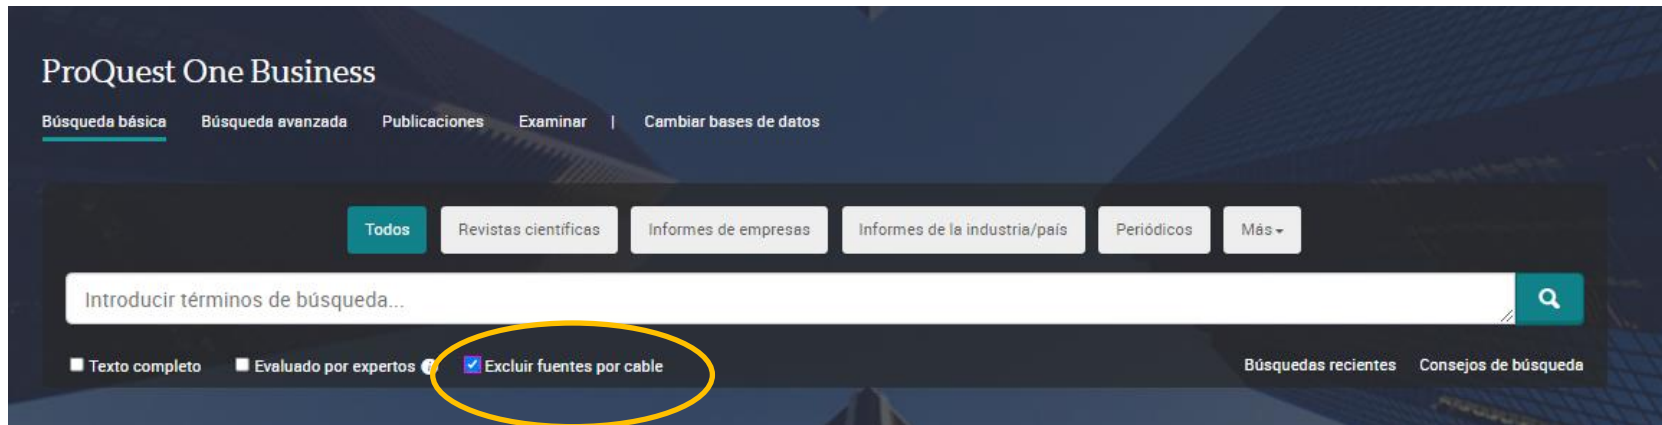 ProQuest One Business
Búsqueda básica Búsqueda avanzada Publicaciones Examinar | Cambiar bases de datos
Todos Revistas científicas Informes de empresas Informes de la industria/país Periódicos Más
Introducir términos de búsqueda...
Texto completo Evaluado por expertos Excluir fuentes por cable Búsquedas recientes Consejos de búsqueda